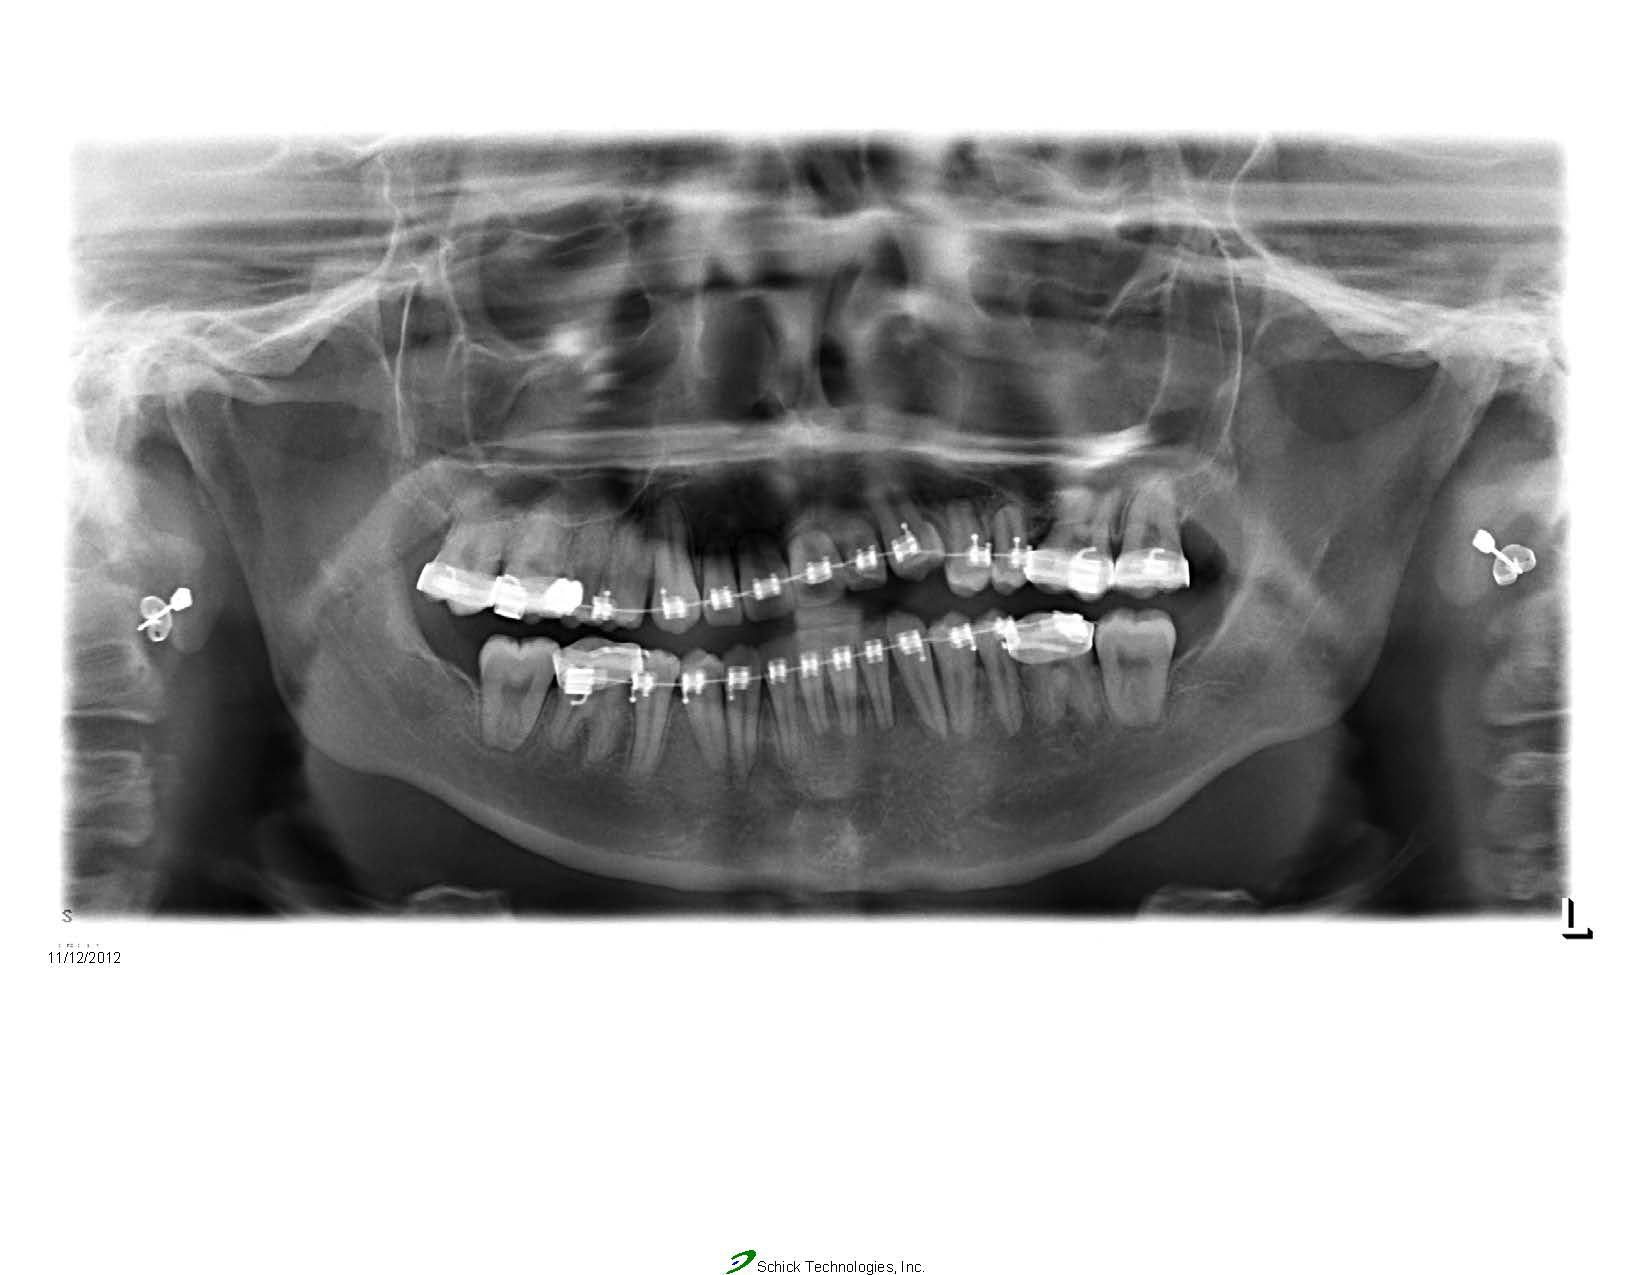 S
L
11/12/2012
Schick Technologies, Inc.